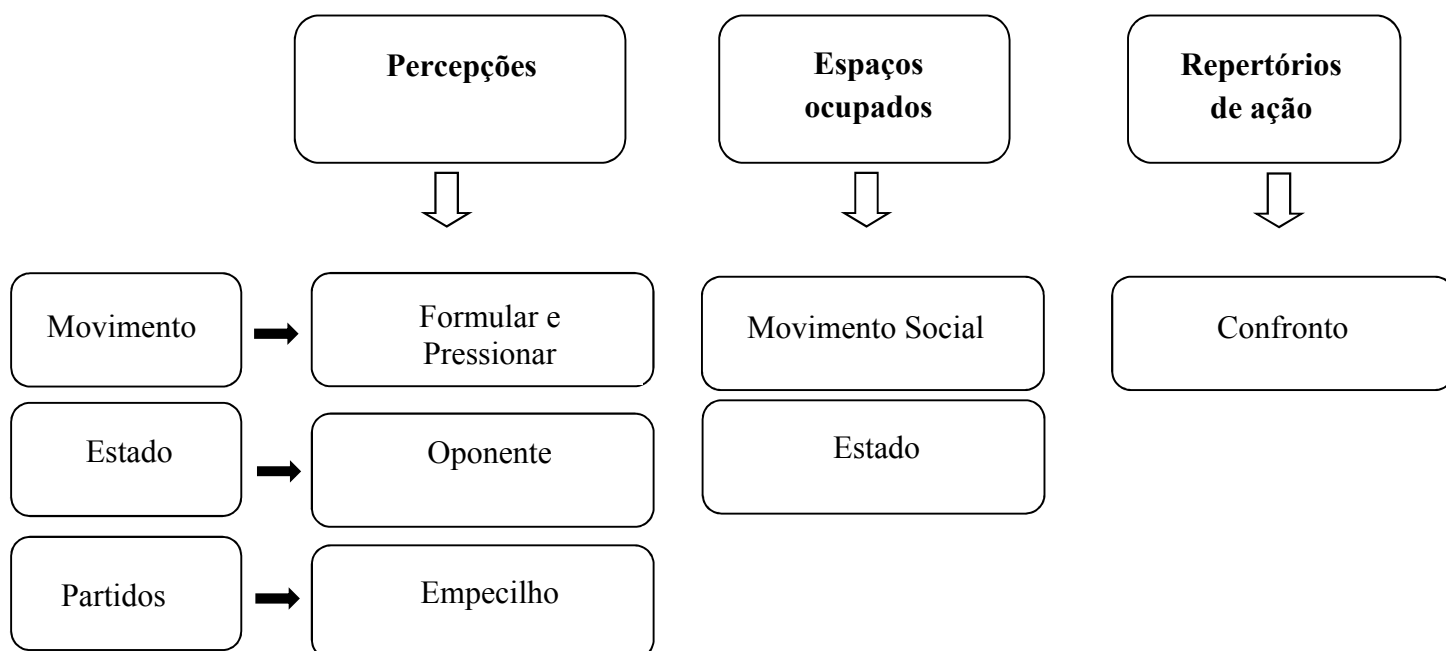 Percepções
Espaços
ocupados
Repertórios
de ação
Movimento
Formular e
Pressionar
Movimento Social
Confronto
Estado
Oponente
Estado
Partidos
Empecilho